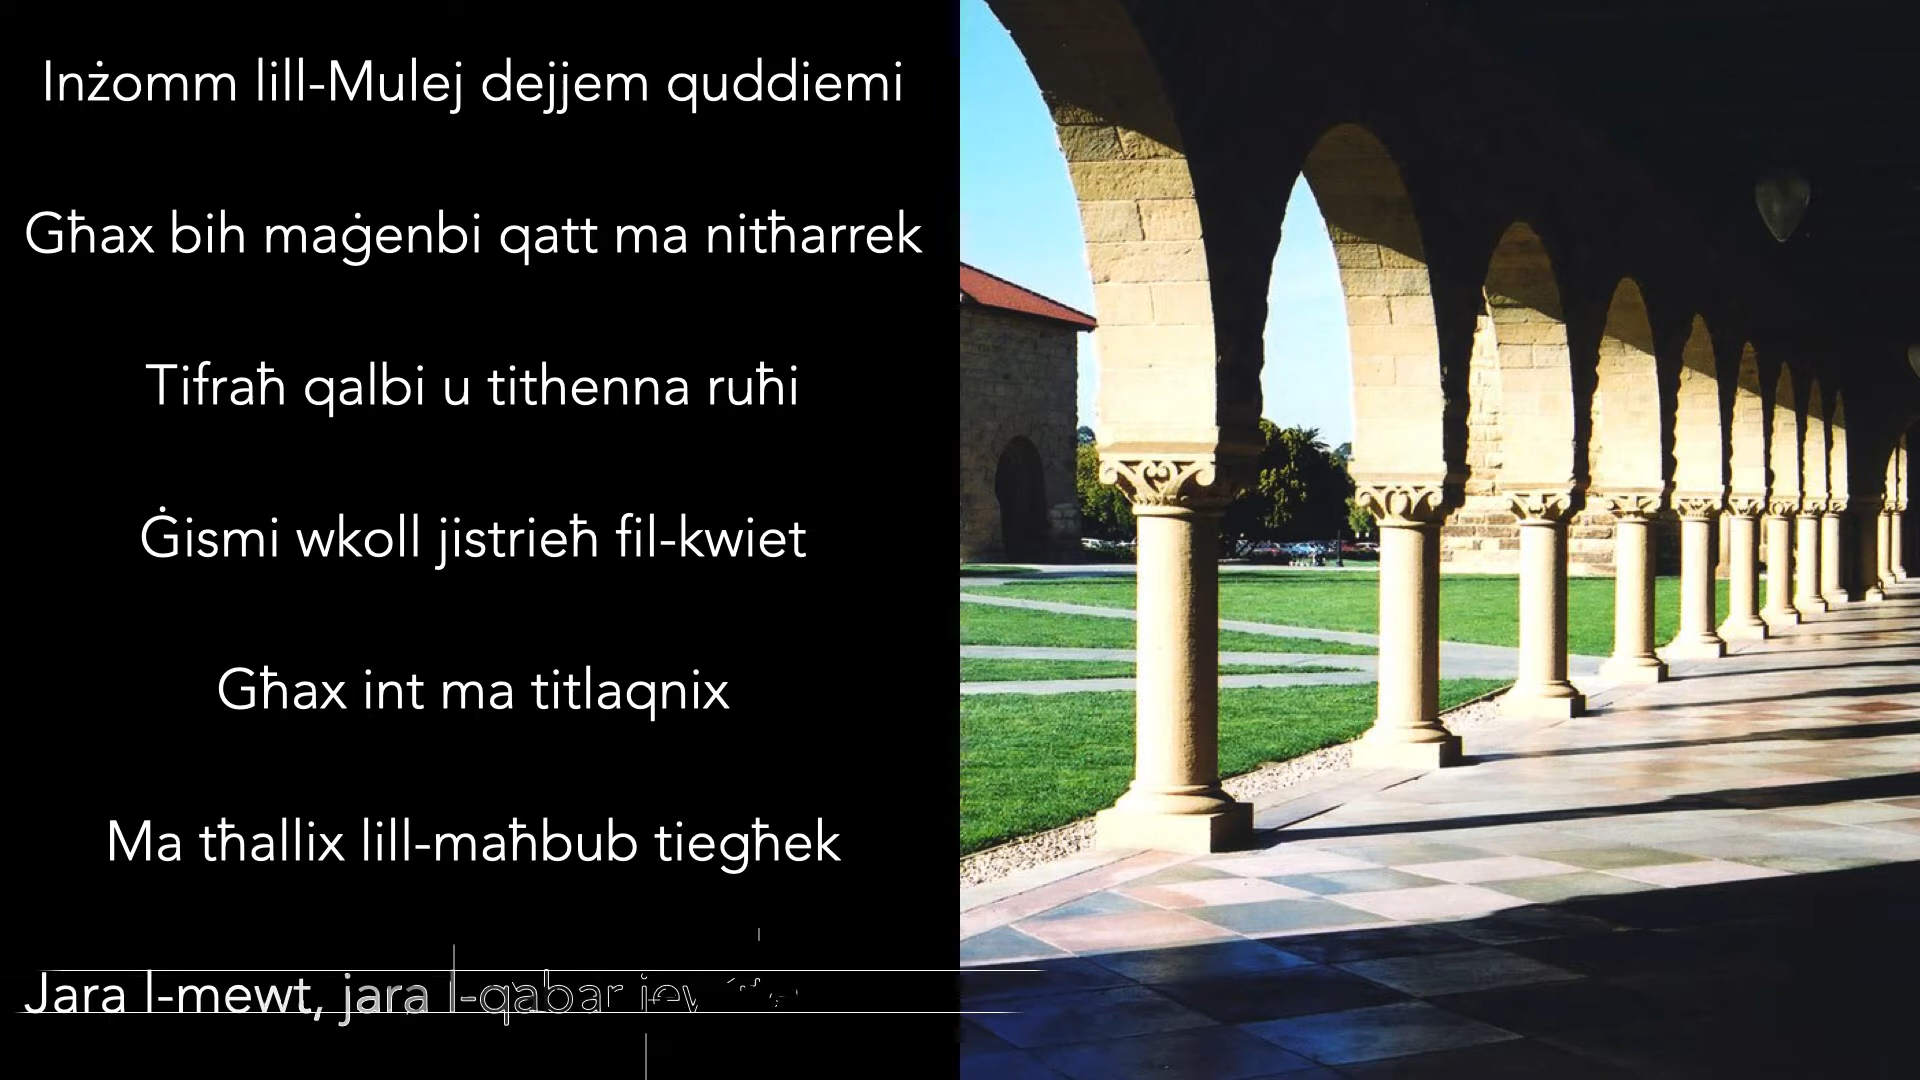 Inżomm lill-Mulej dejjem quddiemi
Għax bih maġenbi qatt ma nitħarrek
Tifraħ qalbi u tithenna ruħi
Ġismi wkoll jistrieħ fil-kwiet
Għax int ma titlaqnix
Ma tħallix lill-maħbub tiegħek
Jara l-mewt, jara l-qabar